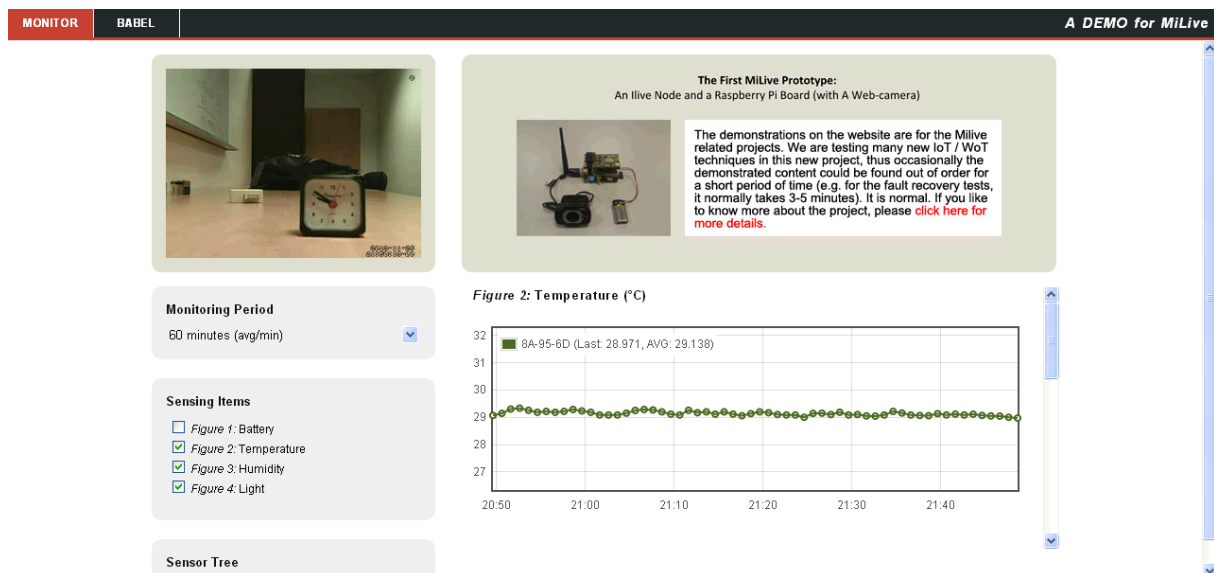 MONITOR
BABEL
A DEMO for MiLive
The First MiLive Prototype:
An Ilive Node and a Raspberry Pi Board (with A Web-camera)
The demonstrations on the website are for the Milive
related projects. We are testing many new IoT / WoT
techniques in this new project, thus occasionally the
demonstrated content could be found out of order for
a short period of time (e.g. for the fault recovery tests,
it normally takes 3-5 minutes). It is normal. If you like
to know more about the project, please click here for
more details.
Monitoring Period
60 minutes (avg/min)
Sensing Items
Figure 1: Battery
Figure 2: Temperature
Figure 3: Humidity
Figure 4: Light
Sensor Tree
Figure 2: Temperature (°C)
8A-95-6D (Last: 28.971, AVG: 29.138)
32
31
30
29
28
27
20:50 21:00 21:10 21:20 21:30 21:40